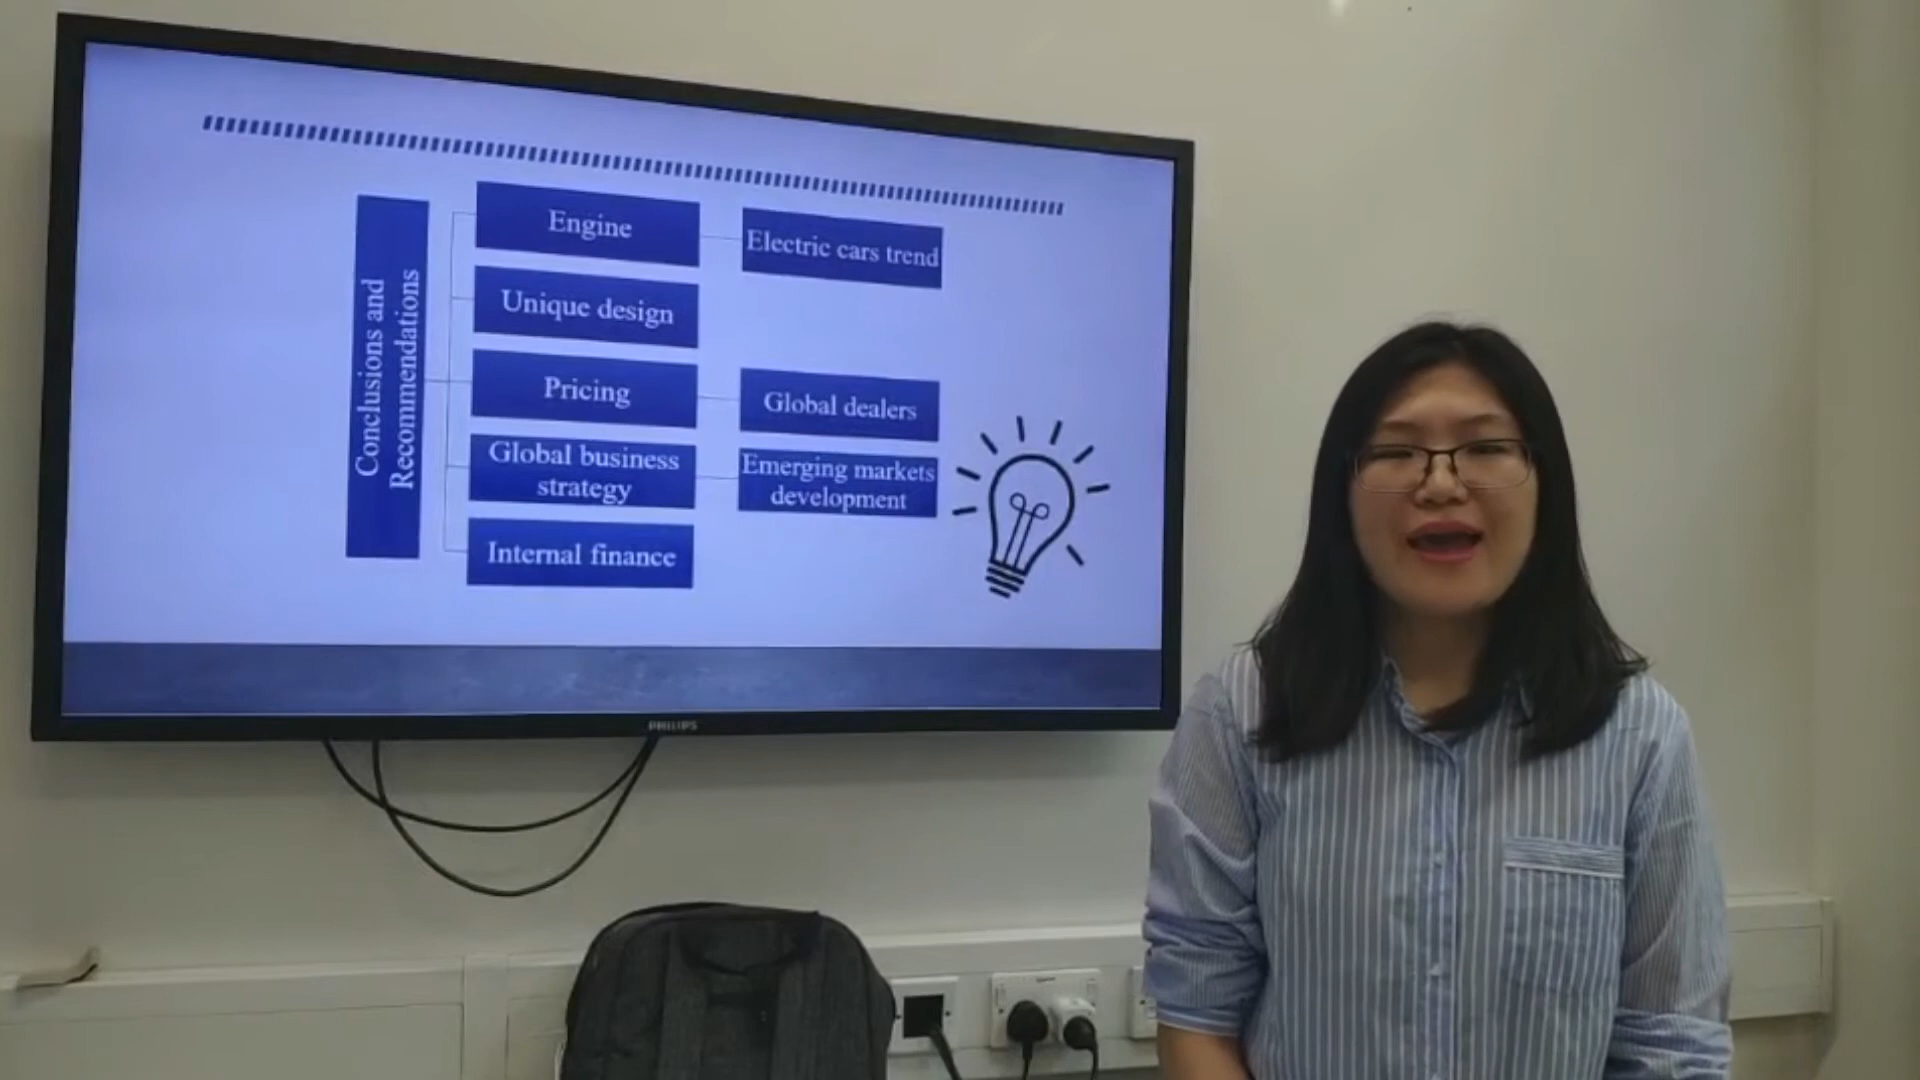 Conclusions and
Recommendations
Engine
Electric cars trend
Unique design
Pricing
Global dealers
Global business
strategy
Emerging markets
development
Internal finance
PHILIPS